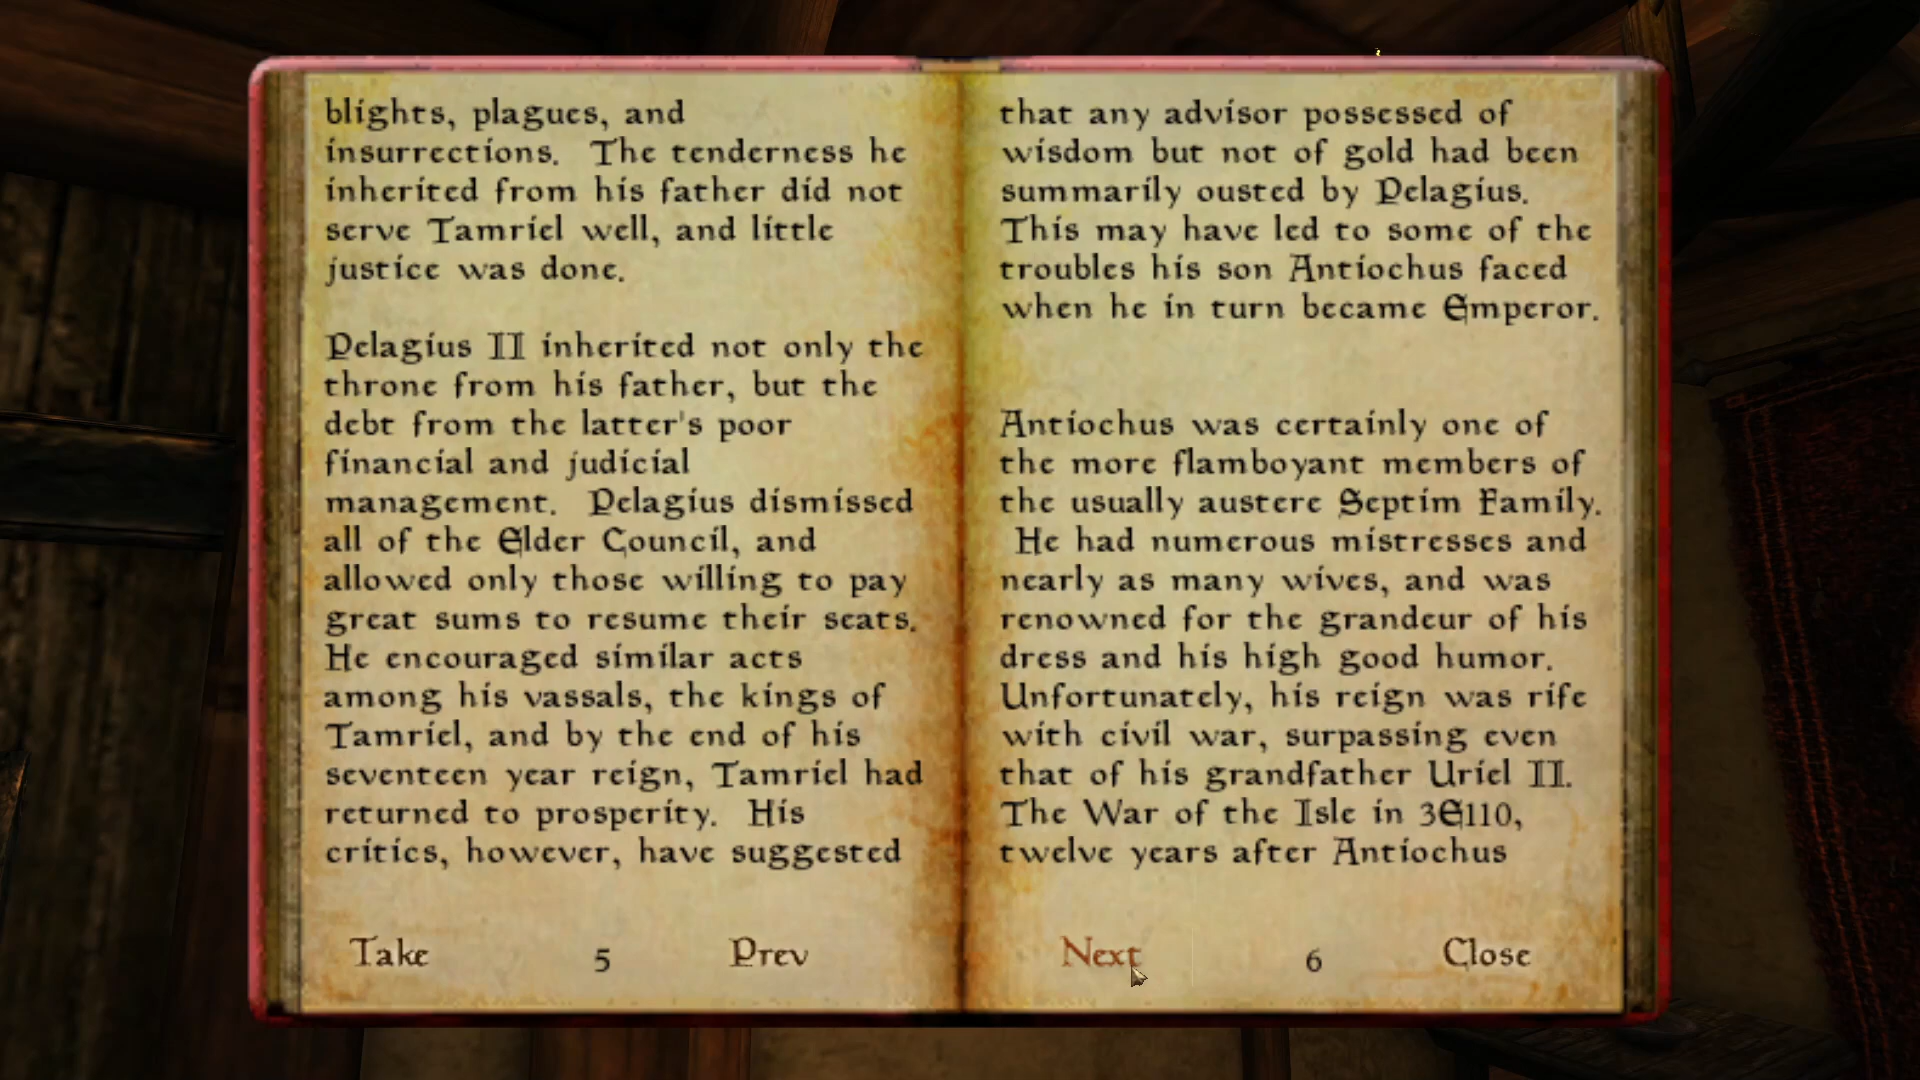 blights, plagues, and
insurrections.  The tenderness he
inherited from his father did not
serve Tamriel well, and little
justice was done.
Pelagius II inherited not only the
throne from his father, but the
debt from the latter's poor
financial and judicial
management.  Pelagius dismissed
all of the Elder Council, and
allowed only those willing to pay
great sums to resume their seats.
He encouraged similar acts
among his vassals, the kings of
Tamriel, and by the end of his
seventeen year reign, Tamriel had
returned to prosperity.  His
critics, however, have suggested
Take
5
Prev
that any advisor possessed of
wisdom but not of gold had been
summarily ousted by Pelagius.
This may have led to some of the
troubles his son Antiochus faced
when he in turn became Emperor.
Antiochus was certainly one of
the more flamboyant members of
the usually austere Septim Family.
He had numerous mistresses and
nearly as many wives, and was
renowned for the grandeur of his
dress and his high good humor.
Unfortunately, his reign was rife
with civil war, surpassing even
that of his grandfather Uriel II.
The War of the Isle in 3E110,
twelve years after Antiochus
Next
6
Close